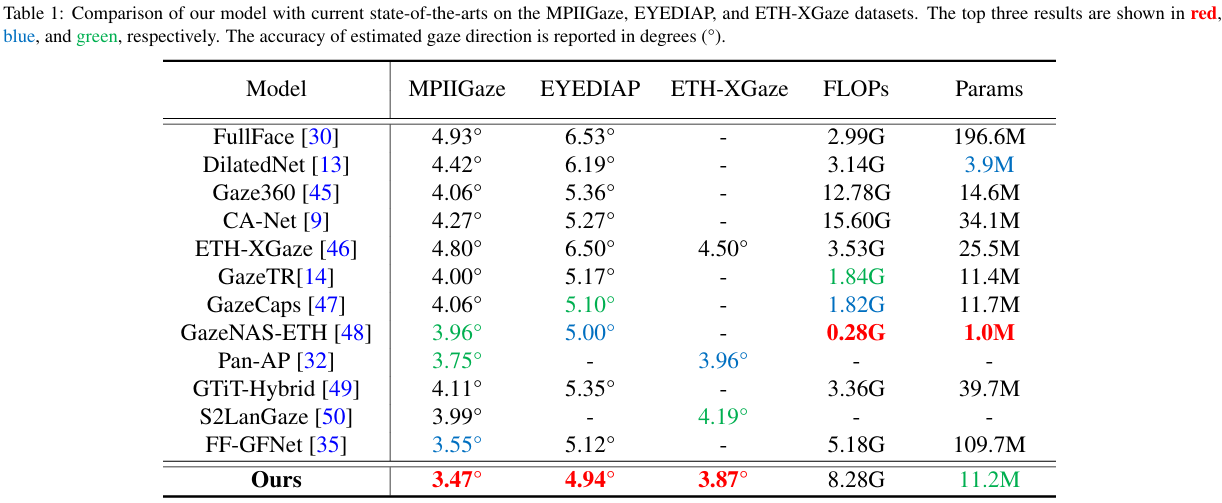 Table 1: Comparison of our model with current state-of-the-arts on the MPIIGaze, EYEDIAP, and ETH-XGaze datasets. The top three results are shown in red,
blue, and green, respectively. The accuracy of estimated gaze direction is reported in degrees (°).
Model MPIIGaze EYEDIAP ETH-XGaze FLOPs Params
FullFace [30] 4.93° 6.53° - 2.99G 196.6M
DilatedNet [13] 4.42° 6.19° - 3.14G 3.9M
Gaze360 [45] 4.06° 5.36° - 12.78G 14.6M
CA-Net [9] 4.27° 5.27° - 15.60G 34.1M
ETH-XGaze [46] 4.80° 6.50° 4.50° 3.53G 25.5M
GazeTR[14] 4.00° 5.17° - 1.84G 11.4M
GazeCaps [47] 4.06° 5.10° - 1.82G 11.7M
GazeNAS-ETH [48] 3.96° 5.00° - 0.28G 1.0M
Pan-AP [32] 3.75° - 3.96° - -
GTiT-Hybrid [49] 4.11° 5.35° - 3.36G 39.7M
S2LanGaze [50] 3.99° - 4.19° - -
FF-GFNet [35] 3.55° 5.12° - 5.18G 109.7M
Ours 3.47° 4.94° 3.87° 8.28G 11.2M